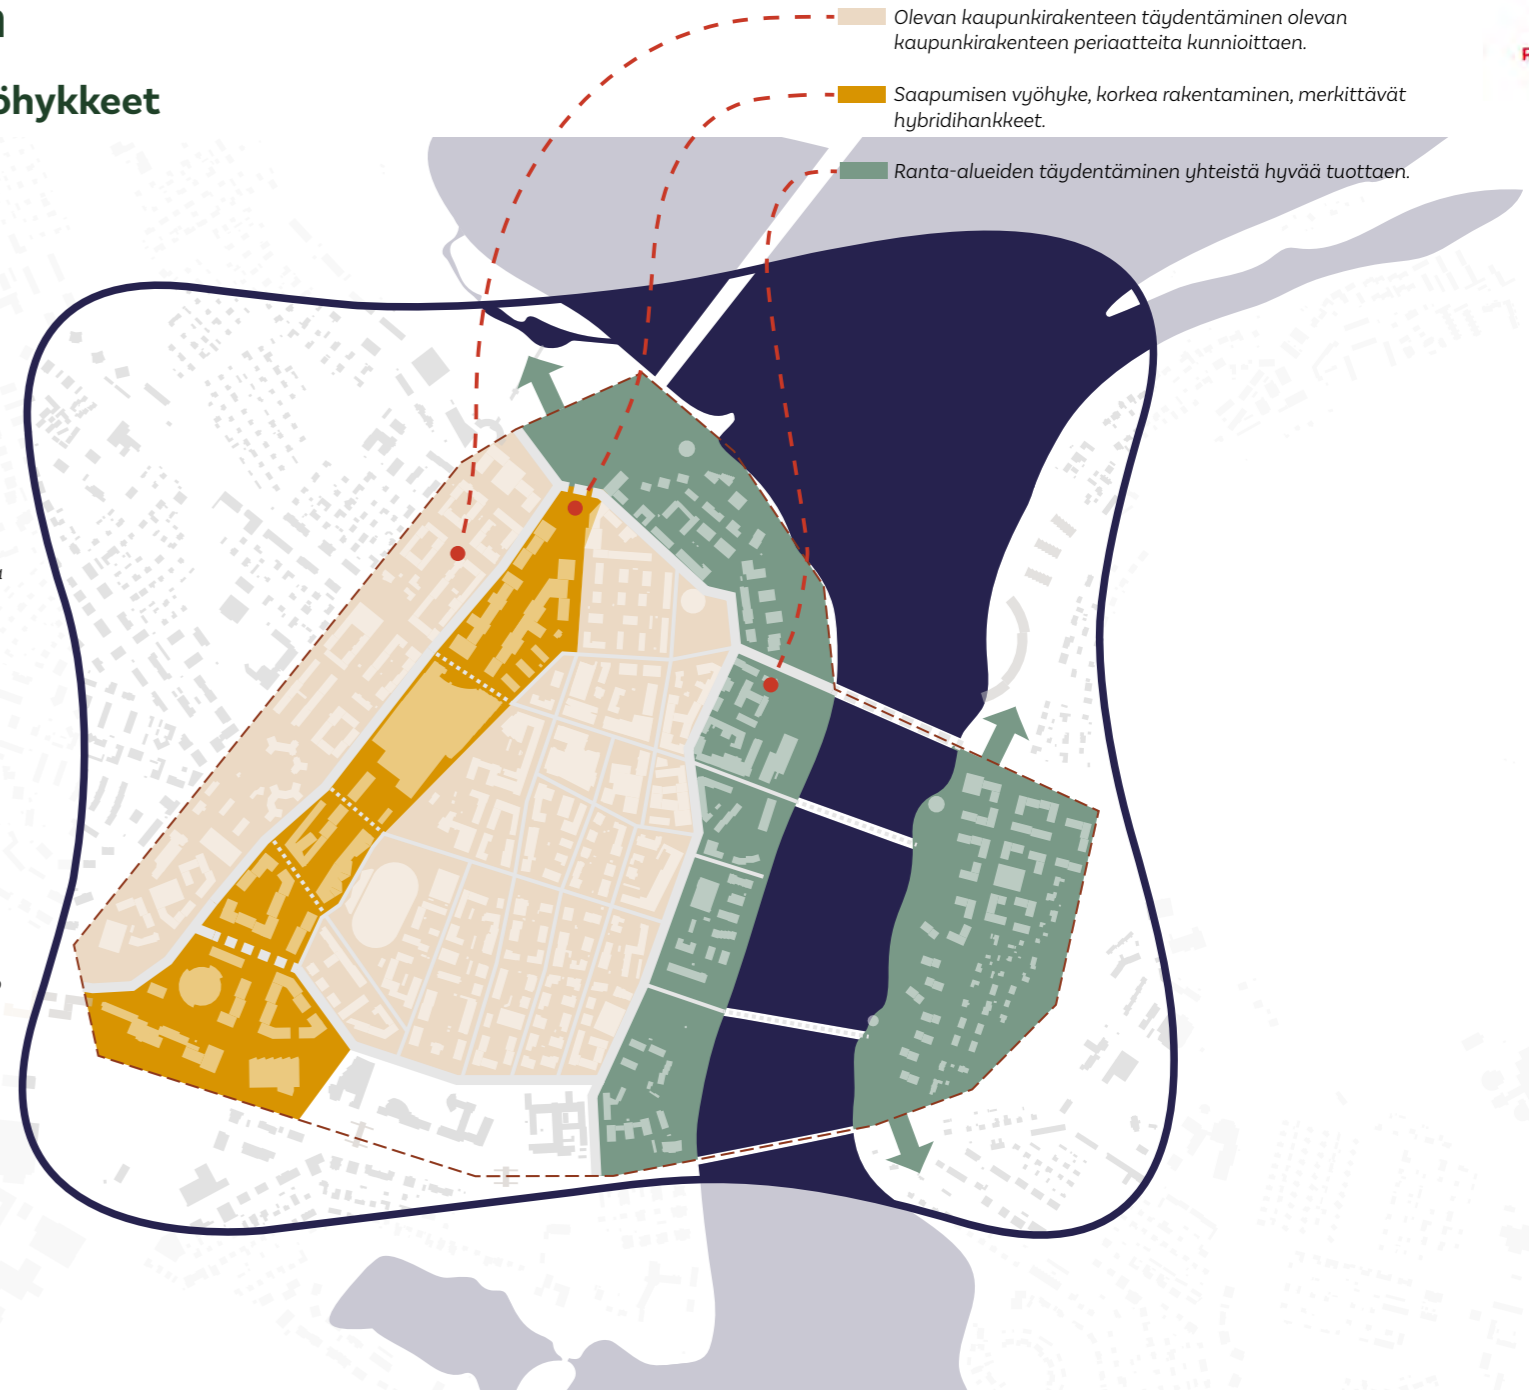 öhykkeet
Olevan kaupunkirakenteen täydentäminen olevan
kaupunkirakenteen periaatteita kunnioittaen.
Saapumisen vyöhyke, korkea rakentaminen, merkittävät
hybridihankkeet.
Ranta-alueiden täydentäminen yhteistä hyvää tuottaen.